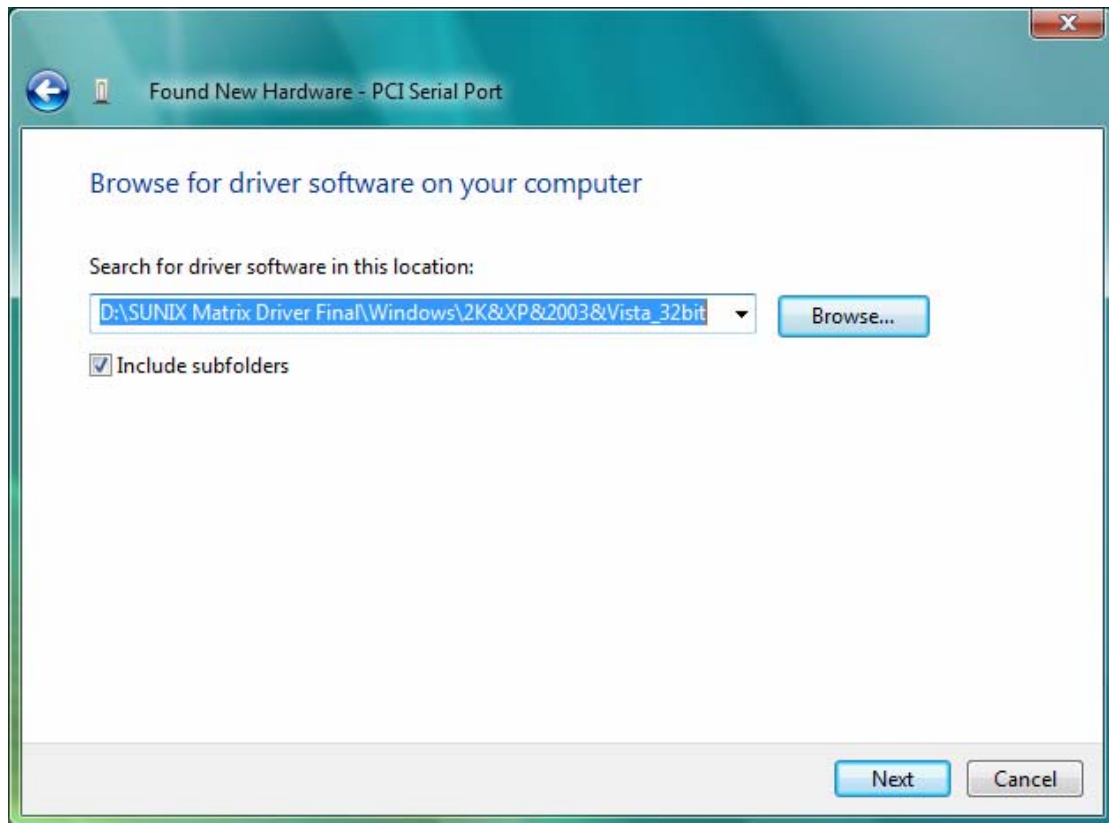 Found New Hardware - PCI Serial Port
Browse for driver software on your computer
Search for driver software in this location:
D:\SUNIX Matrix Driver Final\Windows\2K&XP&2003&Vista_32bit
Browse...
Include subfolders
Next
Cancel